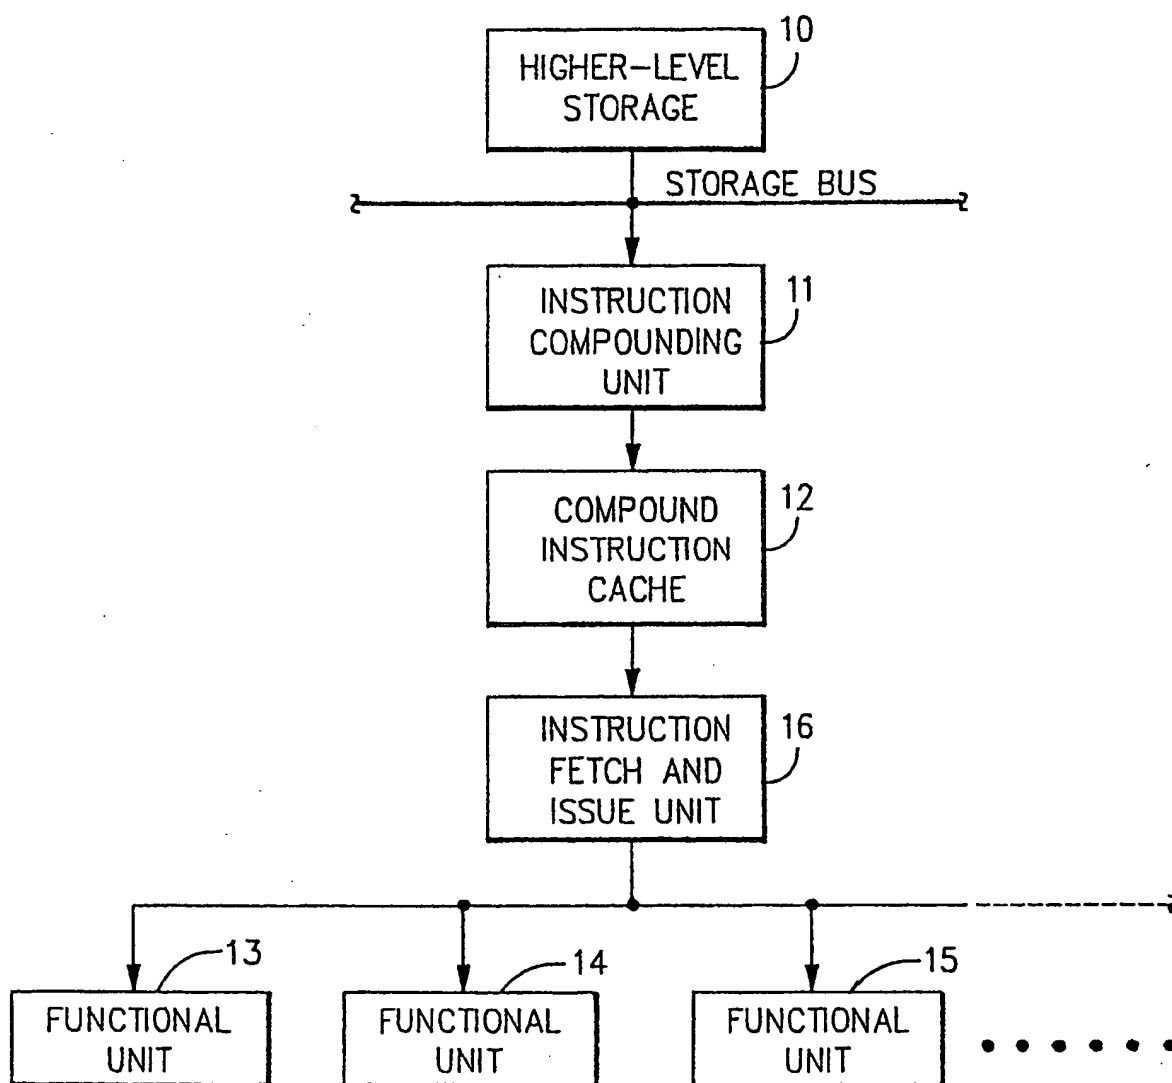 10
HIGHER-LEVEL
STORAGE
STORAGE BUS
11
INSTRUCTION
COMPOUNDING
UNIT
12
COMPOUND
INSTRUCTION
CACHE
16
INSTRUCTION
FETCH AND
ISSUE UNIT
13
14
15
FUNCTIONAL
UNIT
FUNCTIONAL
UNIT
FUNCTIONAL
UNIT